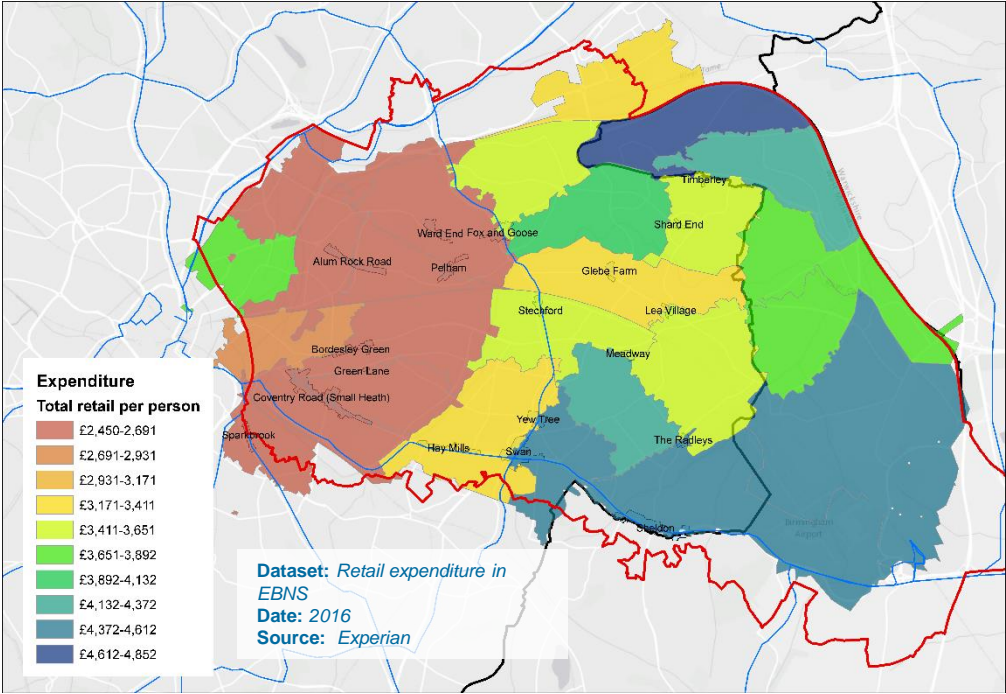 Warwickshire
Timberley
Shard End
Ward End
Fox and Goose
Alum Rock Road
Pelham
Glebe Farm
Stechford
Lea Village
Bordesley Green
Meadway
Green Lane
Coventry Road (Small Heath)
Yew Tree
Sparkbrook
The Radleys
Hay Mills
Swan
Sheldon
Birmingham
Airport
Expenditure
Total retail per person
£2,450-2,691
£2,691-2,931
£2,931-3,171
£3,171-3,411
£3,411-3,651
£3,651-3,892
£3,892-4,132
£4,132-4,372
£4,372-4,612
£4,612-4,852
Dataset: Retail expenditure in
EBNS
Date: 2016
Source: Experian